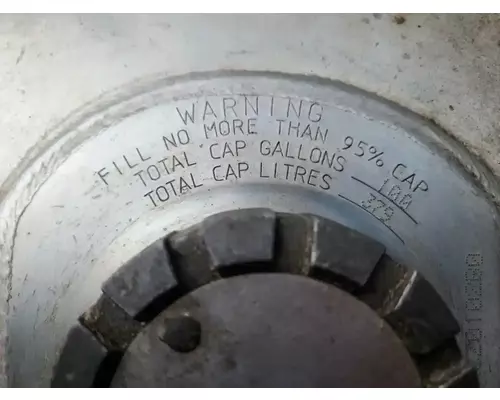 WARNING
FILL NO MORE THAN 95% CAP
TOTAL CAP GALLONS 100
TOTAL CAP LITRES 379